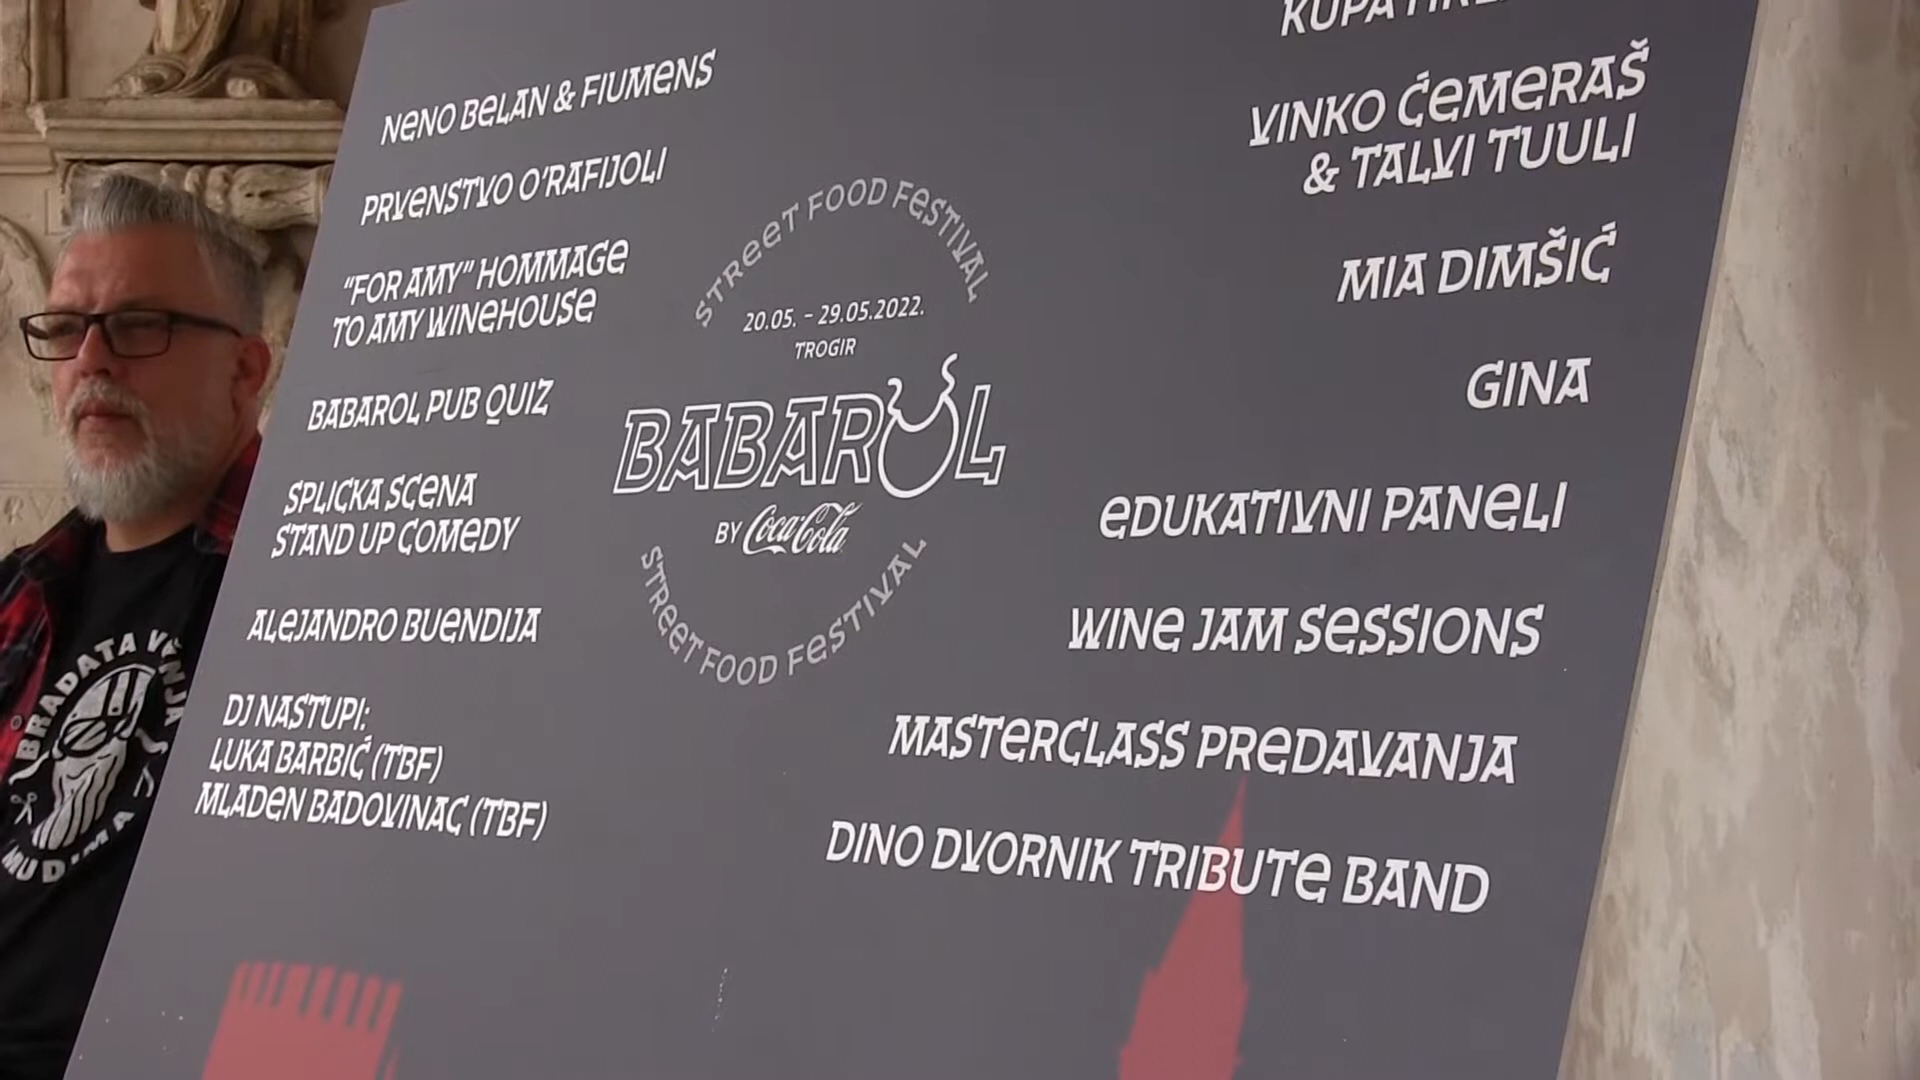 NENO BELAN & FIUMENS
PRVENSTVO O'RAFIJOLI
"FOR AMY" HOMMAGE
TO AMY WINEHOUSE
BABAROL PUB QUIZ
SPLICKA SCENA
STAND UP COMEDY
ALEJANDRO BUENDIJA
DJ NASTUPI:
LUKA BARBIĆ (TBF)
MLADEN BADOVINAC (TBF)
STREET FOOD FESTIVAL
20.05. - 29.05.2022.
TROGIR
BABAROL
BY Coca-Cola
STREET FOOD FESTIVAL
VINKO ĆEMERAŠ
& TALVI TUULI
MIA DIMŠIĆ
GINA
EDUKATIVNI PANELI
WINE JAM SESSIONS
MASTERCLASS PREDAVANJA
DINO DVORNIK TRIBUTE BAND
BRADATA
MUDIMA